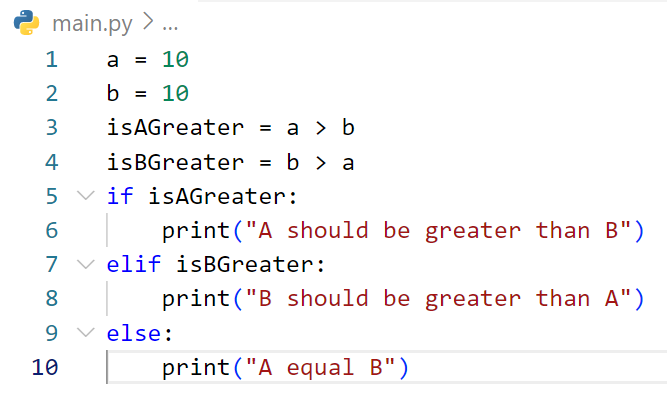 main.py > ...
1 a = 10
2 b = 10
3 isAGreater = a > b
4 isBGreater = b > a
5 if isAGreater:
6     print("A should be greater than B")
7 elif isBGreater:
8     print("B should be greater than A")
9 else:
10     print("A equal B")